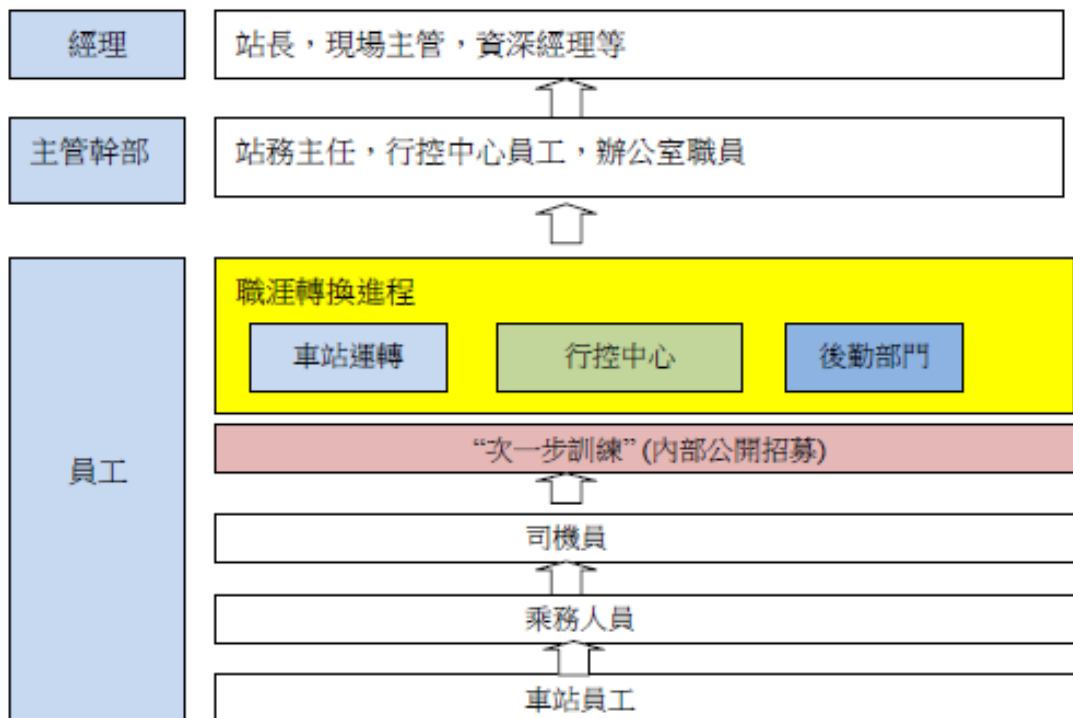 經理
站長，現場主管，資深經理等
主管幹部
站務主任，行控中心員工，辦公室職員
員工
職涯轉換進程
車站運轉
行控中心
後勤部門
“次一步訓練” (內部公開招募)
司機員
乘務人員
車站員工